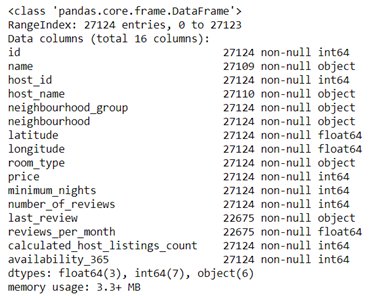 <class 'pandas.core.frame.DataFrame'>
RangeIndex: 27124 entries, 0 to 27123
Data columns (total 16 columns):
id                                27124 non-null int64
name                              27109 non-null object
host_id                           27124 non-null int64
host_name                         27110 non-null object
neighbourhood_group               27124 non-null object
neighbourhood                     27124 non-null object
latitude                          27124 non-null float64
longitude                         27124 non-null float64
room_type                         27124 non-null object
price                             27124 non-null int64
minimum_nights                    27124 non-null int64
number_of_reviews                 27124 non-null int64
last_review                       22675 non-null object
reviews_per_month                 22675 non-null float64
calculated_host_listings_count    27124 non-null int64
availability_365                  27124 non-null int64
dtypes: float64(3), int64(7), object(6)
memory usage: 3.3+ MB